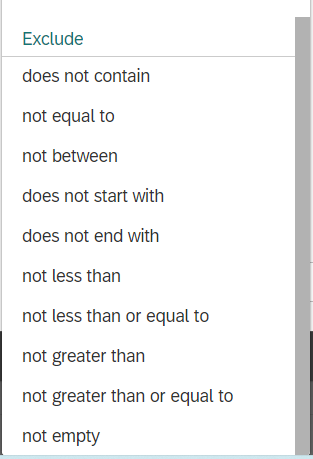 Exclude
does not contain
not equal to
not between
does not start with
does not end with
not less than
not less than or equal to
not greater than
not greater than or equal to
not empty